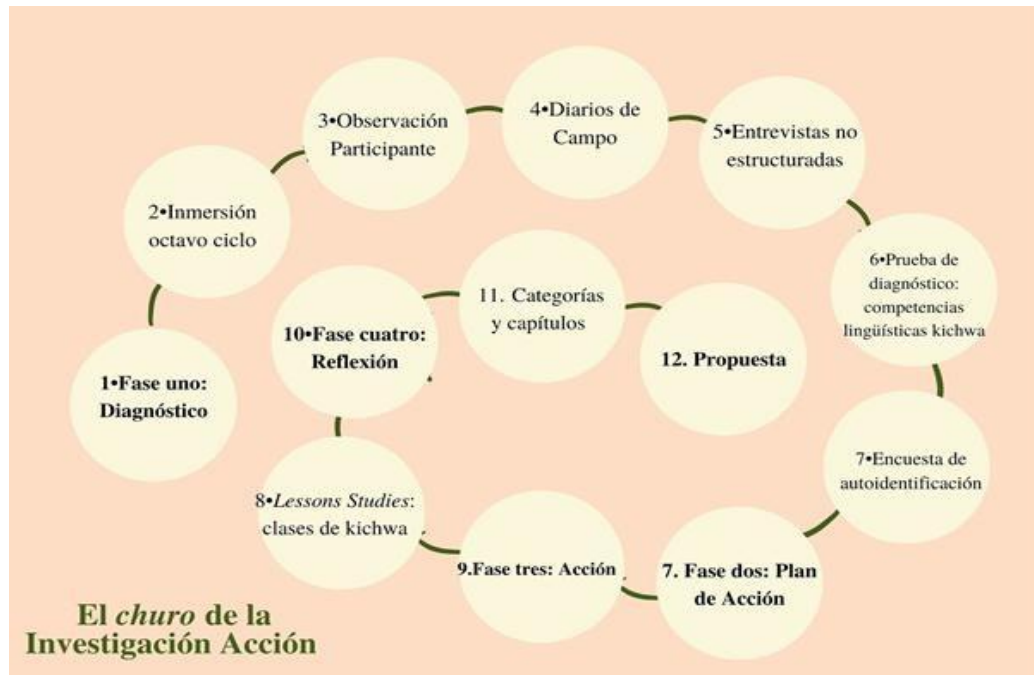 1•Fase uno:
Diagnóstico
2•Inmersión
octavo ciclo
3•Observación
Participante
4•Diarios de
Campo
5•Entrevistas no
estructuradas
6•Prueba de
diagnóstico:
competencias
lingüísticas kichwa
7•Encuesta de
autoidentificación
7. Fase dos: Plan
de Acción
9.Fase tres: Acción
8•Lessons Studies:
clases de kichwa
10•Fase cuatro:
Reflexión
11. Categorías
y capítulos
12. Propuesta
El churo de la
Investigación Acción